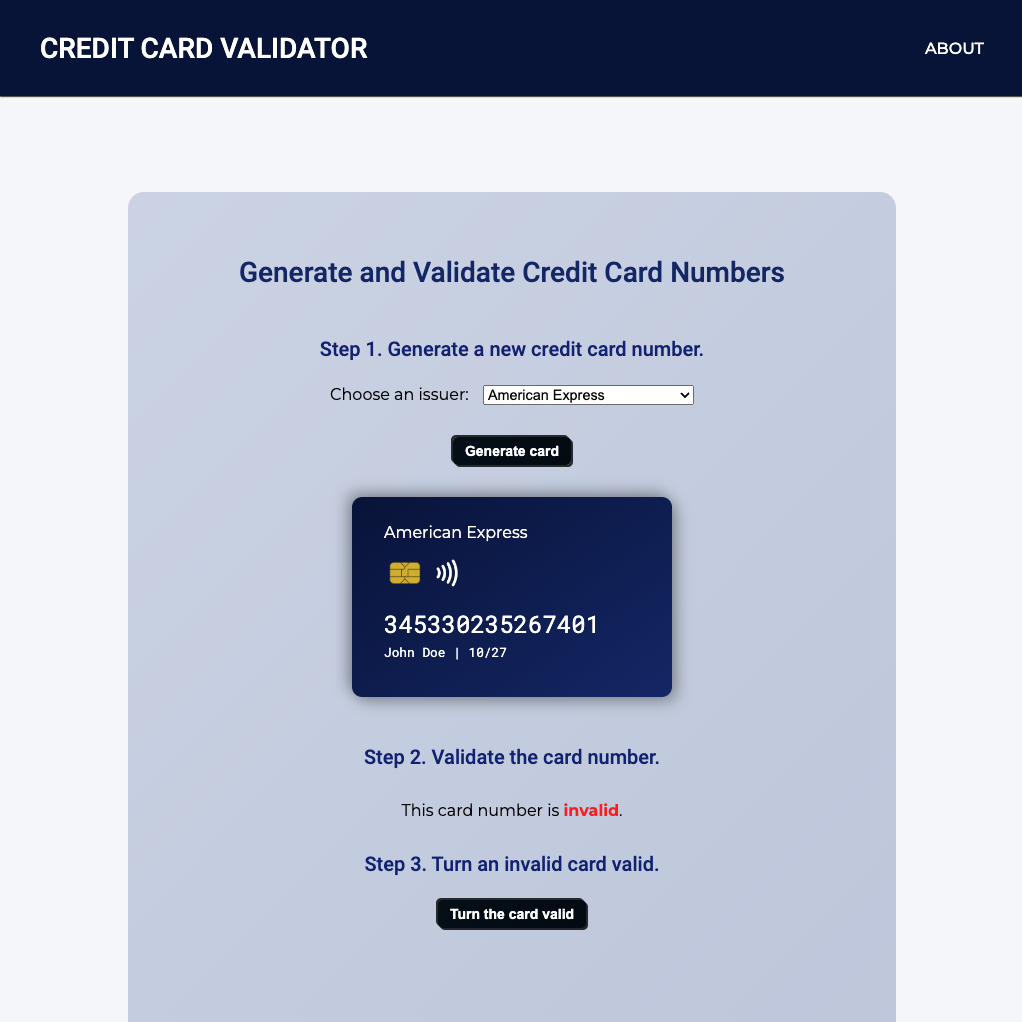 CREDIT CARD VALIDATOR
ABOUT
Generate and Validate Credit Card Numbers
Step 1. Generate a new credit card number.
Choose an issuer: American Express
Generate card
American Express
345330235267401
John Doe | 10/27
Step 2. Validate the card number.
This card number is invalid.
Step 3. Turn an invalid card valid.
Turn the card valid